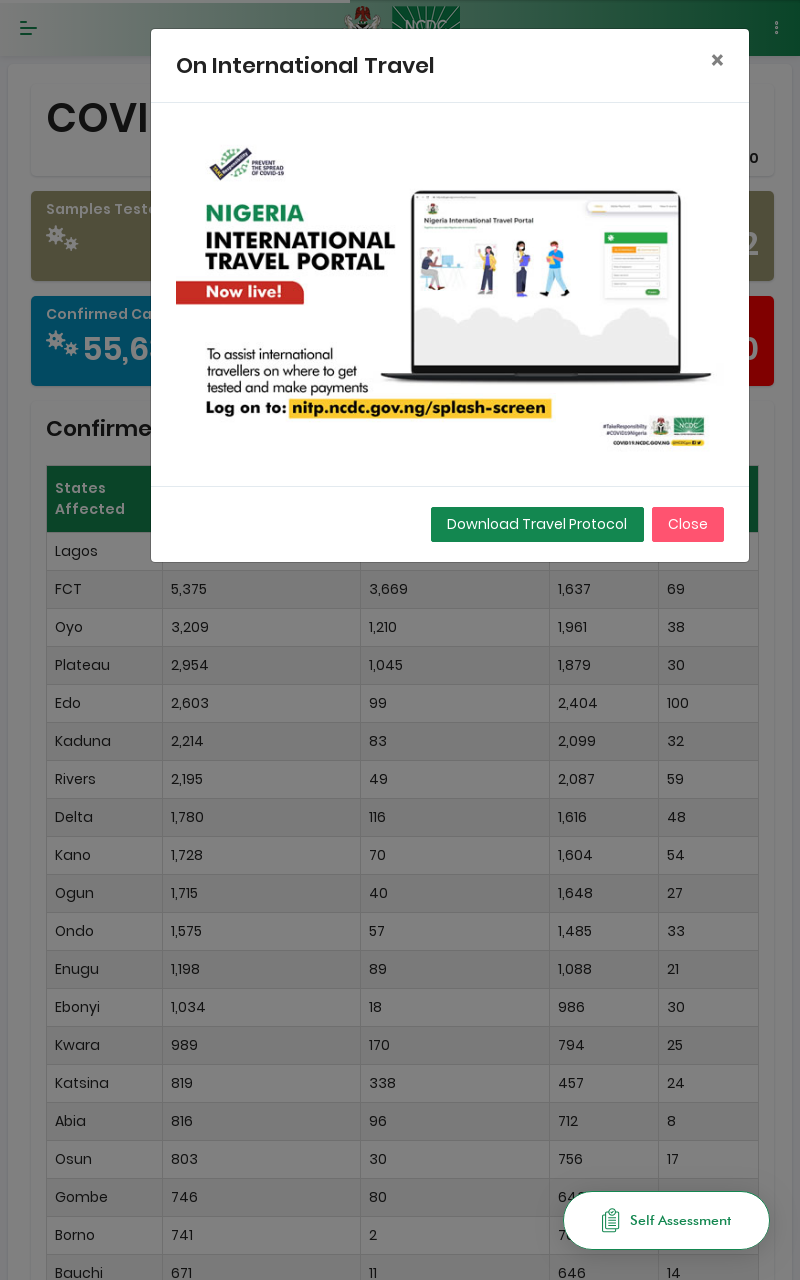 NCDC
On International Travel
×
COVI
0
PREVENT
THE SPREAD
OF COVID-19
NIGERIA
INTERNATIONAL
TRAVEL PORTAL
Now live!
Nigeria International Travel Portal
To assist international
travellers on where to get
tested and make payments
Log on to: nitp.ncdc.gov.ng/splash-screen
#TakeResponsibility
#COVID19Nigeria
NCDC
COVID19.NCDC.GOV.NG
Download Travel Protocol
Close
Samples Teste
2
Confirmed Ca
55,6
0
Confirme
States
Affected
Lagos
FCT 5,375 3,669 1,637 69
Oyo 3,209 1,210 1,961 38
Plateau 2,954 1,045 1,879 30
Edo 2,603 99 2,404 100
Kaduna 2,214 83 2,099 32
Rivers 2,195 49 2,087 59
Delta 1,780 116 1,616 48
Kano 1,728 70 1,604 54
Ogun 1,715 40 1,648 27
Ondo 1,575 57 1,485 33
Enugu 1,198 89 1,088 21
Ebonyi 1,034 18 986 30
Kwara 989 170 794 25
Katsina 819 338 457 24
Abia 816 96 712 8
Osun 803 30 756 17
Gombe 746 80 64
Self Assessment
Borno 741 2 70
Bauchi 671 11 646 14